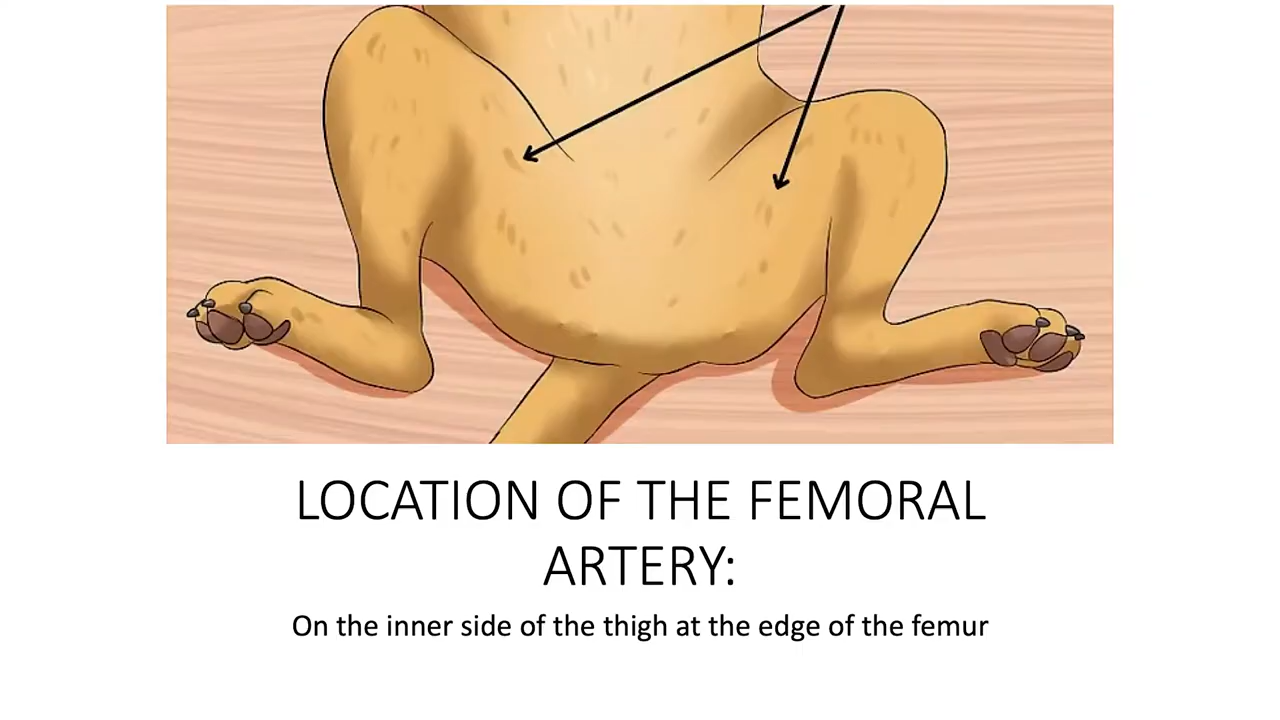 LOCATION OF THE FEMORAL
ARTERY:
On the inner side of the thigh at the edge of the femur